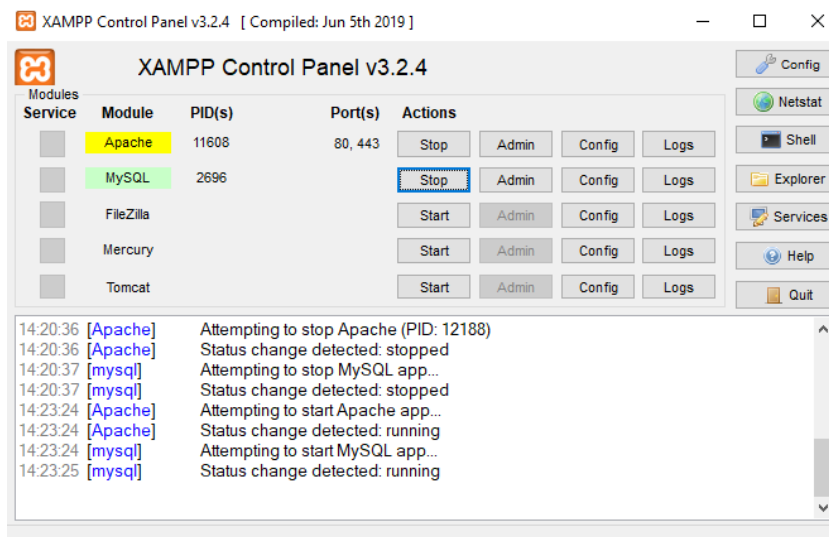 XAMPP Control Panel v3.2.4 [ Compiled: Jun 5th 2019 ]
XAMPP Control Panel v3.2.4
Config
Modules
Service Module PID(s) Port(s) Actions
Netstat
Apache 11608 80, 443 Stop Admin Config Logs
Shell
MySQL 2696 Stop Admin Config Logs
Explorer
FileZilla Start Admin Config Logs
Services
Mercury Start Admin Config Logs
Help
Tomcat Start Admin Config Logs
Quit
14:20:36 [Apache] Attempting to stop Apache (PID: 12188)
14:20:36 [Apache] Status change detected: stopped
14:20:37 [mysql] Attempting to stop MySQL app...
14:20:37 [mysql] Status change detected: stopped
14:23:24 [Apache] Attempting to start Apache app...
14:23:24 [Apache] Status change detected: running
14:23:24 [mysql] Attempting to start MySQL app...
14:23:25 [mysql] Status change detected: running